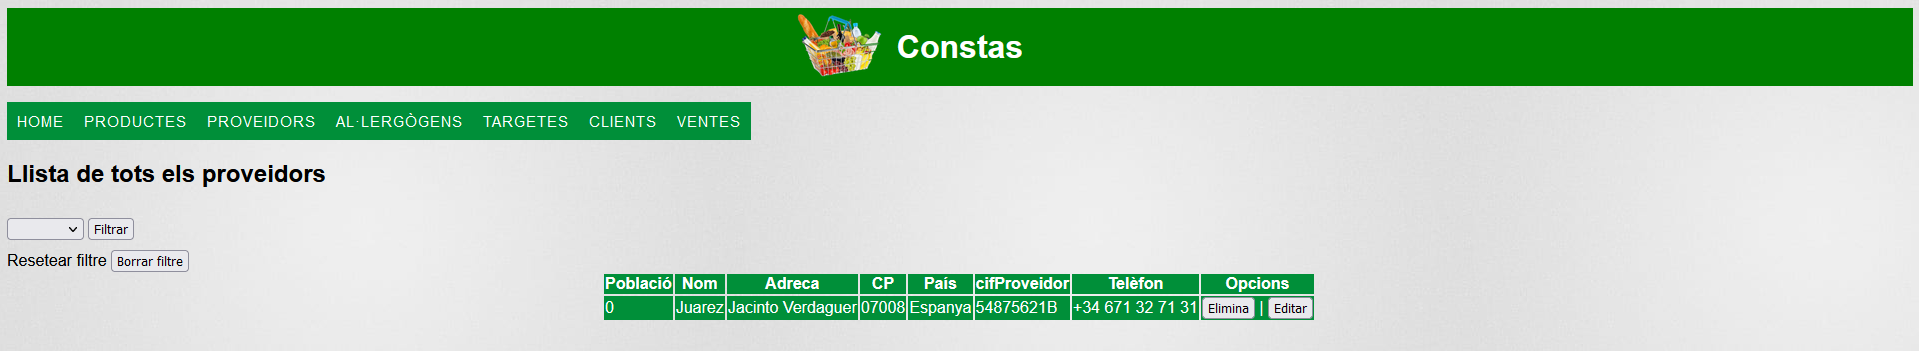 Constas
HOME PRODUCTES PROVEIDORS AL·LERGÒGENS TARGETES CLIENTS VENTES
Llista de tots els proveidors
Filtrar
Resetear filtre Borrar filtre
Població Nom Adreca CP País cifProveidor Telèfon Opcions
0 Juarez Jacinto Verdaguer 07008 Espanya 54875621B +34 671 32 71 31 Elimina | Editar